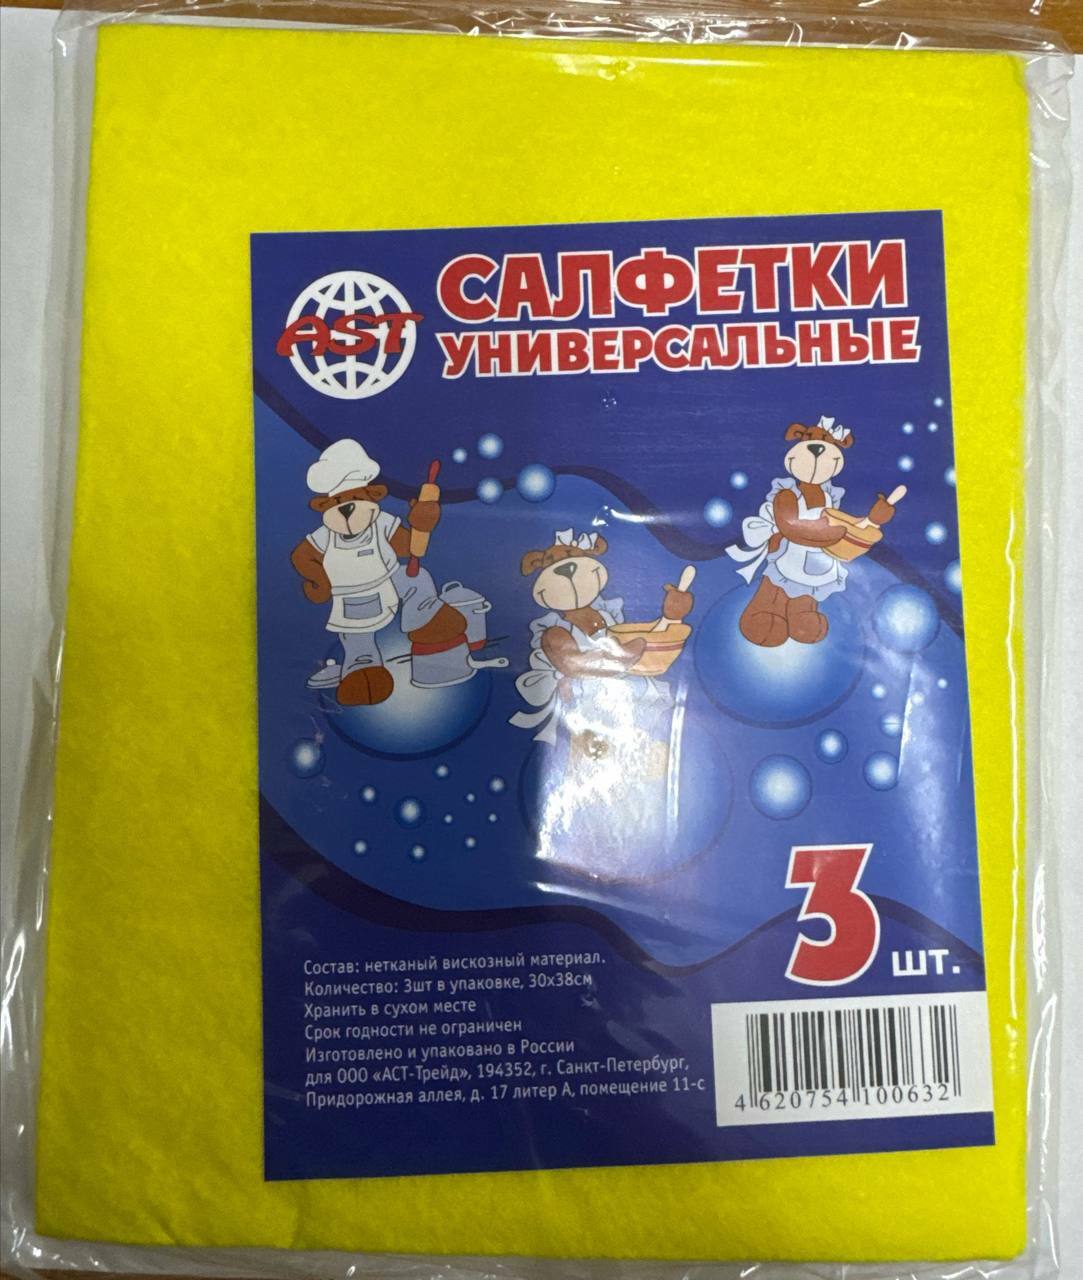 AST
САЛФЕТКИ
УНИВЕРСАЛЬНЫЕ
3 шт.
Состав: нетканый вискозный материал.
Количество: 3шт в упаковке, 30х38см
Хранить в сухом месте
Срок годности не ограничен
Изготовлено и упаковано в России
для ООО «АСТ-Трейд», 194352, г. Санкт-Петербург,
Придорожная аллея, д. 17 литер А, помещение 11-с
4 620754 100632